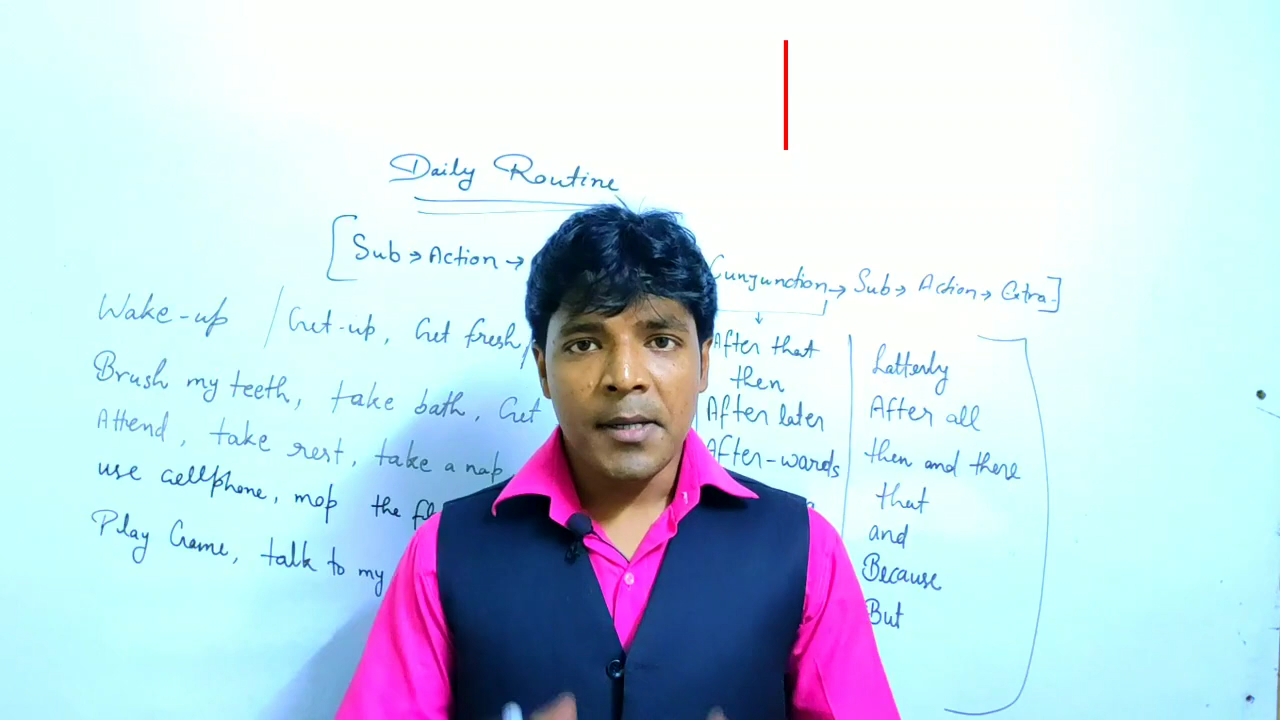 Daily Routine
[Sub → Action → Cunjunction → Sub → Action → Extra-]
Wake-up / Get-up, Get fresh,
Brush my teeth, take bath, Get
Attend, take rest, take a nap
use cellphone, mop the
Play Game, talk to my
After that
then
After later
After-wards
Latterly
After all
then and there
that
and
Because
But